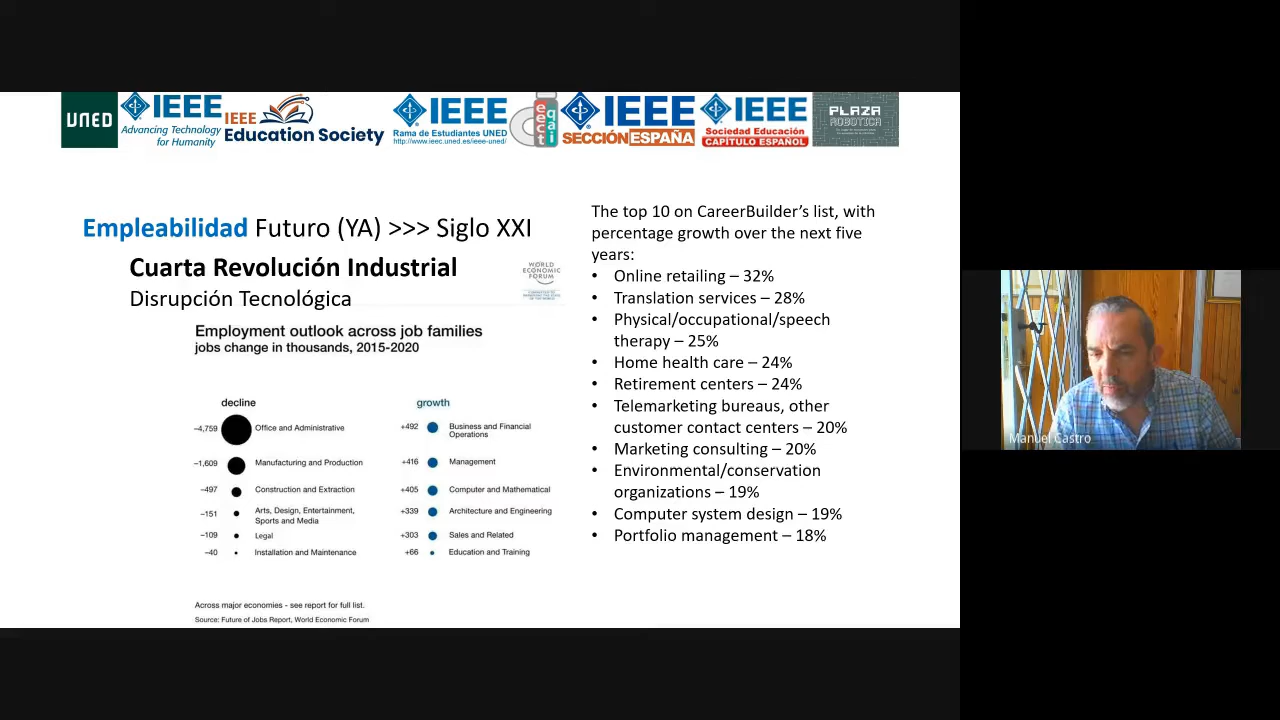 UNED
IEEE
Advancing Technology
for Humanity
IEEE
Education Society
IEEE
Rama de Estudiantes UNED
http://www.ieec.uned.es/ieee-uned/
IEEE
SECCIÓN ESPAÑA
IEEE
Sociedad Educación
CAPÍTULO ESPAÑOL
PLAZA
ROBOTICA
Empleabilidad Futuro (YA) >>> Siglo XXI
Cuarta Revolución Industrial
Disrupción Tecnológica
WORLD
ECONOMIC
FORUM
Employment outlook across job families
jobs change in thousands, 2015-2020
decline
–4,759 Office and Administrative
–1,609 Manufacturing and Production
–497 Construction and Extraction
–151 Arts, Design, Entertainment,
Sports and Media
–109 Legal
–40 Installation and Maintenance
growth
+492 Business and Financial
Operations
+416 Management
+405 Computer and Mathematical
+339 Architecture and Engineering
+303 Sales and Related
+66 Education and Training
Across major economies - see report for full list.
Source: Future of Jobs Report, World Economic Forum
The top 10 on CareerBuilder’s list, with
percentage growth over the next five
years:
• Online retailing – 32%
• Translation services – 28%
• Physical/occupational/speech
therapy – 25%
• Home health care – 24%
• Retirement centers – 24%
• Telemarketing bureaus, other
customer contact centers – 20%
• Marketing consulting – 20%
• Environmental/conservation
organizations – 19%
• Computer system design – 19%
• Portfolio management – 18%
Manuel Castro